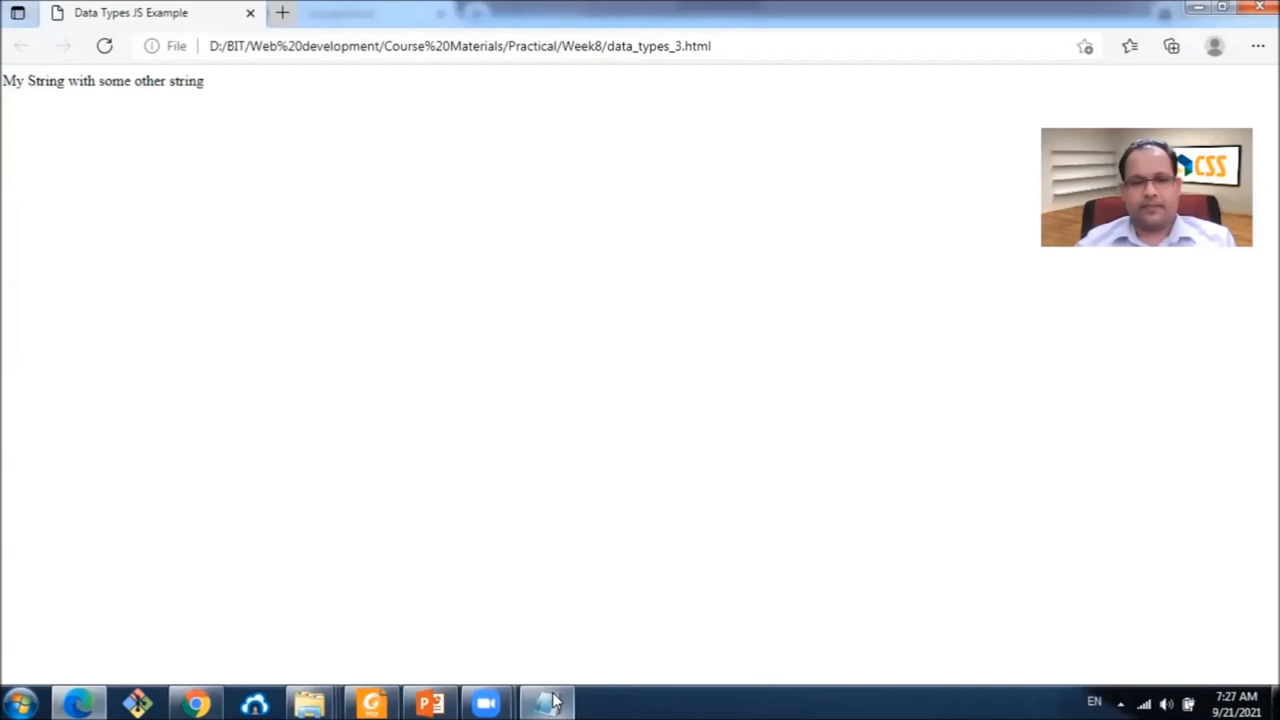 Data Types JS Example
File
D:/BIT/Web%20development/Course%20Materials/Practical/Week8/data_types_3.html
My String with some other string
CSS
EN
7:27 AM
9/21/2021